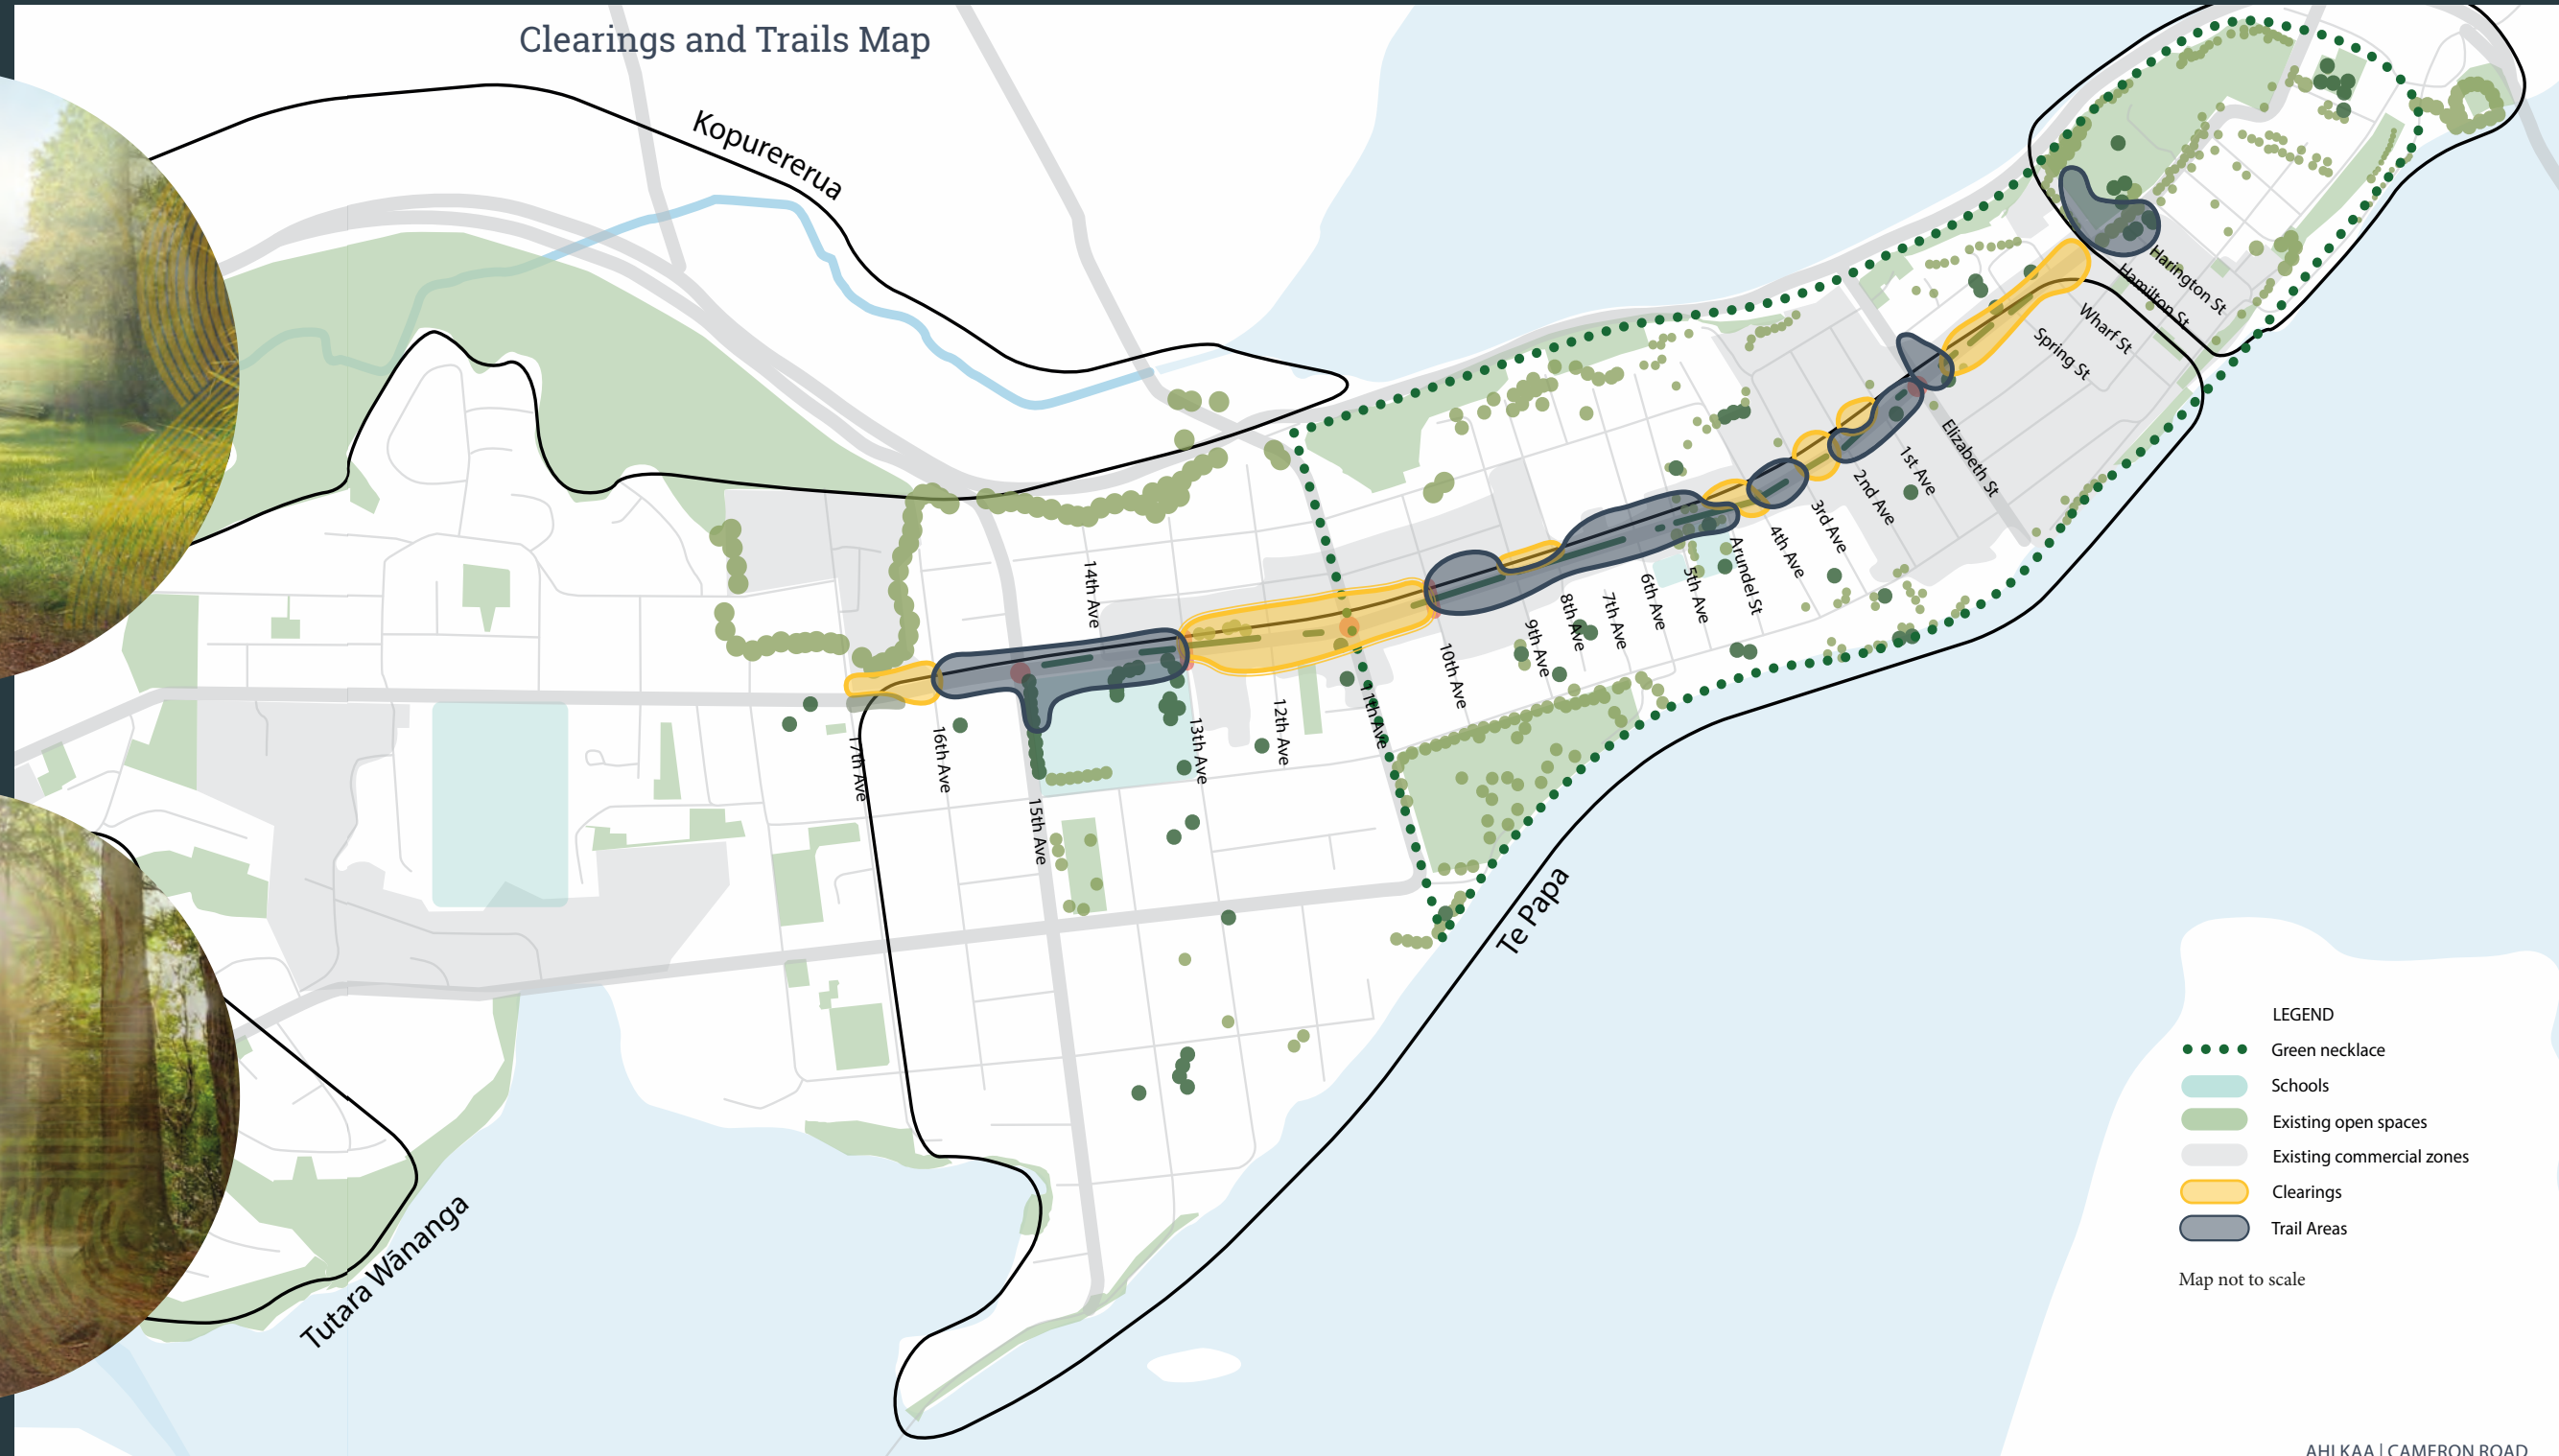 Clearings and Trails Map
Kopurererua
Harington St
Hamilton St
Wharf St
Spring St
Elizabeth St
1st Ave
2nd Ave
3rd Ave
4th Ave
Arundel St
5th Ave
6th Ave
7th Ave
8th Ave
9th Ave
10th Ave
11th Ave
12th Ave
13th Ave
14th Ave
15th Ave
16th Ave
17th Ave
Te Papa
Tutara Wānanga
LEGEND
Green necklace
Schools
Existing open spaces
Existing commercial zones
Clearings
Trail Areas
Map not to scale
AHI KAA | CAMERON ROAD